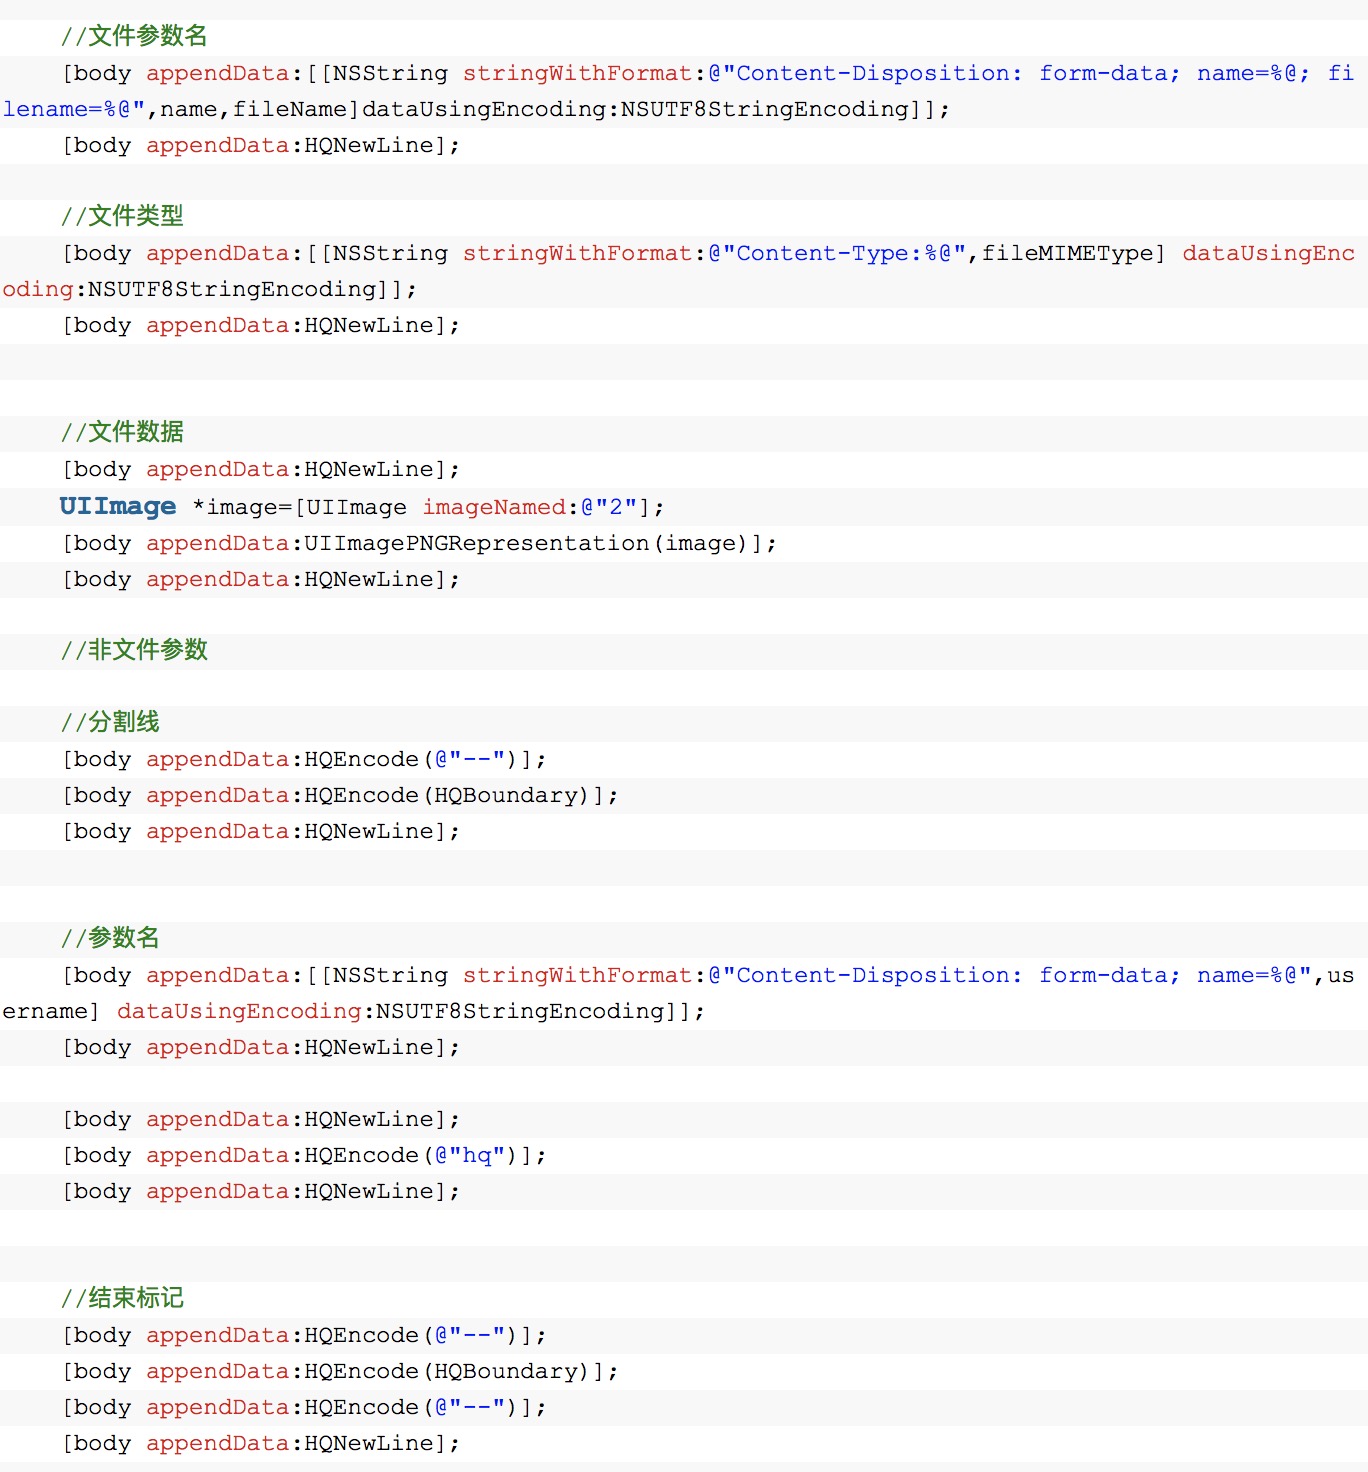 //文件参数名
[body appendData:[[NSString stringWithFormat:@"Content-Disposition: form-data; name=%@; fi
lename=%@",name,fileName]dataUsingEncoding:NSUTF8StringEncoding]];
[body appendData:HQNewLine];
//文件类型
[body appendData:[[NSString stringWithFormat:@"Content-Type:%@",fileMIMEType] dataUsingEnc
oding:NSUTF8StringEncoding]];
[body appendData:HQNewLine];
//文件数据
[body appendData:HQNewLine];
UIImage *image=[UIImage imageNamed:@"2"];
[body appendData:UIImagePNGRepresentation(image)];
[body appendData:HQNewLine];
//非文件参数
//分割线
[body appendData:HQEncode(@"--")];
[body appendData:HQEncode(HQBoundary)];
[body appendData:HQNewLine];
//参数名
[body appendData:[[NSString stringWithFormat:@"Content-Disposition: form-data; name=%@",us
ername] dataUsingEncoding:NSUTF8StringEncoding]];
[body appendData:HQNewLine];
[body appendData:HQNewLine];
[body appendData:HQEncode(@"hq")];
[body appendData:HQNewLine];
//结束标记
[body appendData:HQEncode(@"--")];
[body appendData:HQEncode(HQBoundary)];
[body appendData:HQEncode(@"--")];
[body appendData:HQNewLine];